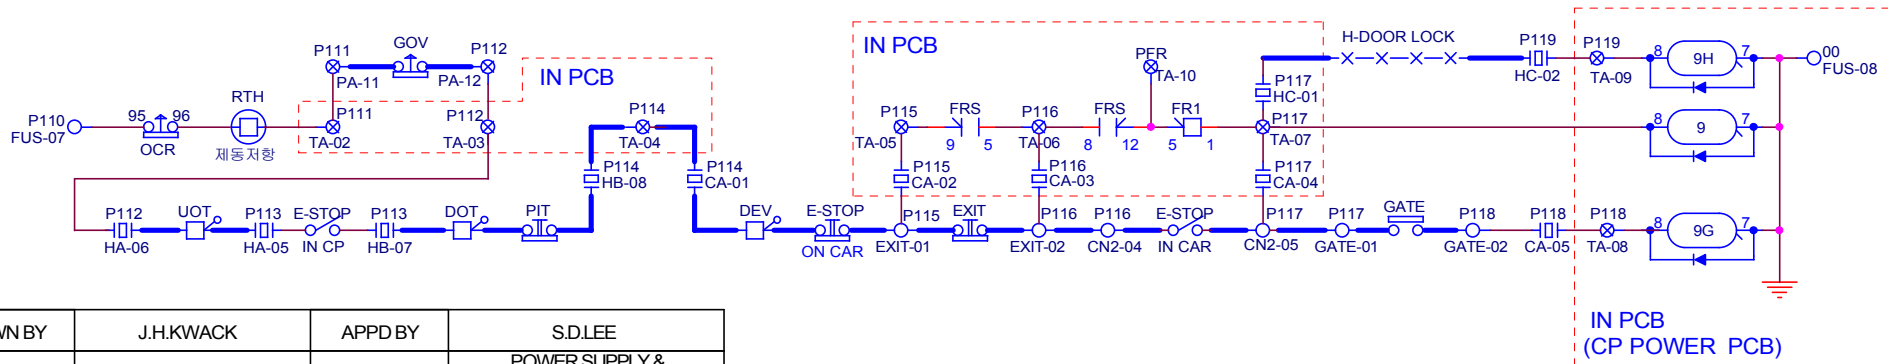 P110
FUS-07
95 96
OCR
RTH
제동저항
P111
TA-02
P111
PA-11
GOV
P112
PA-12
P112
TA-03
IN PCB
P114
TA-04
P114
HB-08
P114
CA-01
P112
HA-06
UOT
P113
HA-05
E-STOP
IN CP
P113
HB-07
DOT
PIT
DEV
E-STOP
ON CAR
P115
EXIT-01
EXIT
P116
EXIT-02
P116
CN2-04
E-STOP
IN CAR
P117
CN2-05
P117
GATE-01
GATE
P118
GATE-02
P118
CA-05
P118
TA-08
IN PCB
P115
TA-05
P115
CA-02
FRS
9 5
P116
TA-06
P116
CA-03
FRS
8 12
PFR
TA-10
FR1
5 1
P117
HC-01
P117
TA-07
P117
CA-04
H-DOOR LOCK
P119
HC-02
P119
TA-09
8 9H 7
8 9 7
8 9G 7
00
FUS-08
IN PCB
(CP POWER PCB)
WN BY J.H.KWACK APPD BY S.D.LEE
POWER SUPPLY &